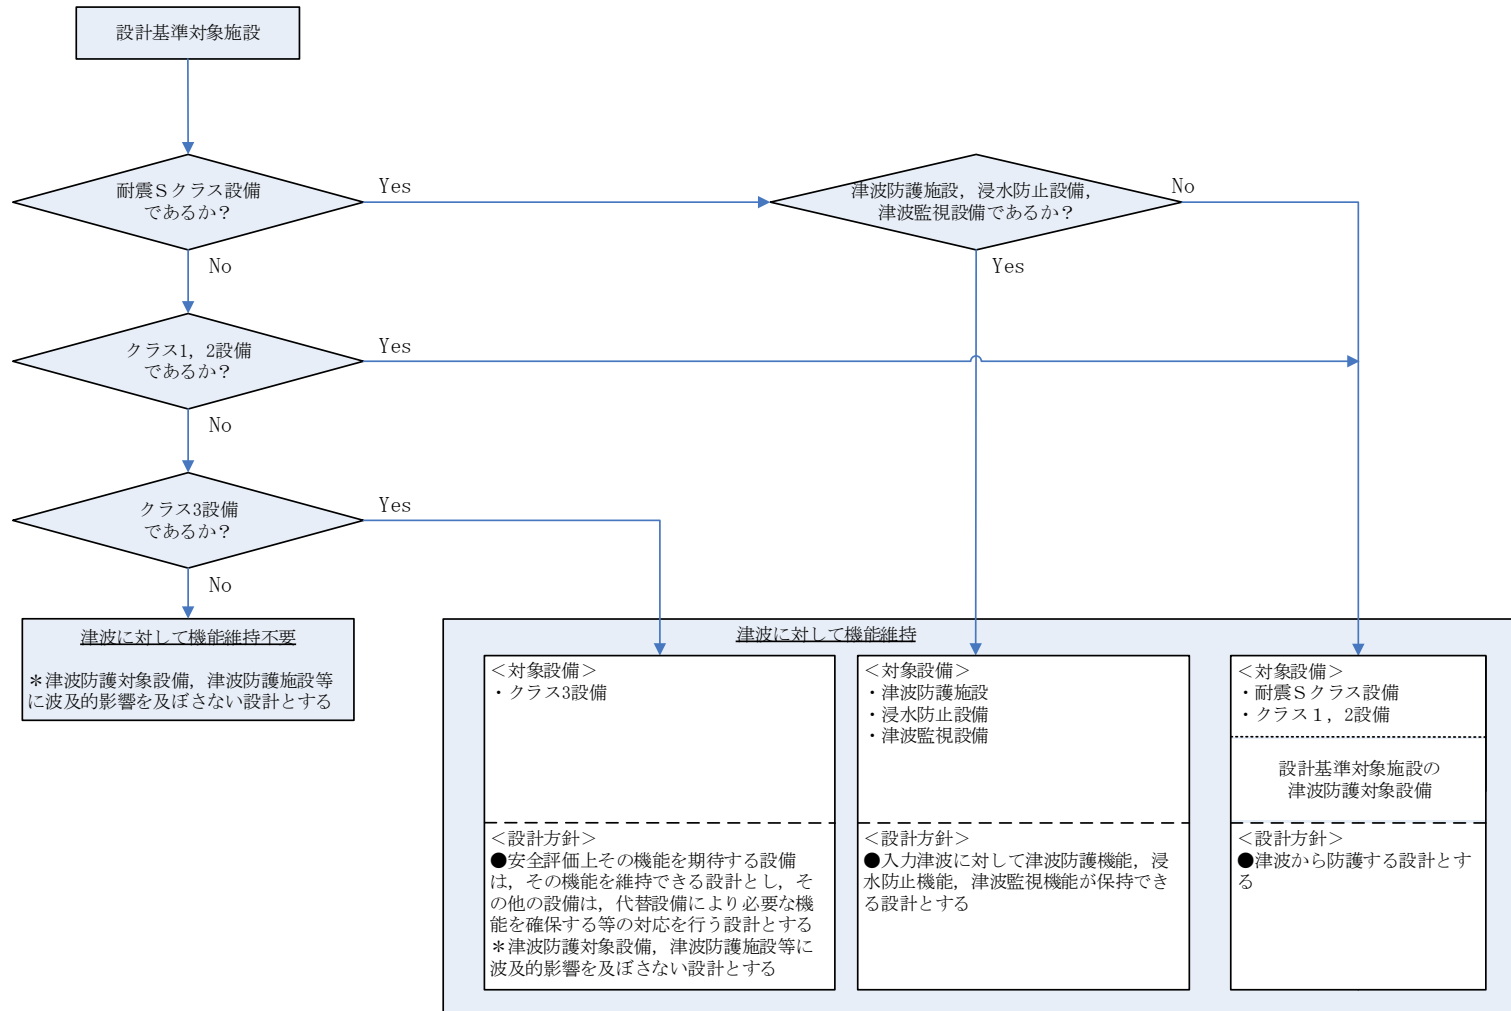 設計基準対象施設
耐震Ｓクラス設備
であるか？
Yes
No
津波防護施設，浸水防止設備，
津波監視設備であるか？
No
Yes
クラス1，2設備
であるか？
Yes
No
クラス3設備
であるか？
Yes
No
津波に対して機能維持不要
＊津波防護対象設備，津波防護施設等
に波及的影響を及ぼさない設計とする
津波に対して機能維持
＜対象設備＞
・クラス3設備
＜設計方針＞
●安全評価上その機能を期待する設備
は，その機能を維持できる設計とし，そ
の他の設備は，代替設備により必要な機
能を確保する等の対応を行う設計とする
＊津波防護対象設備，津波防護施設等に
波及的影響を及ぼさない設計とする
＜対象設備＞
・津波防護施設
・浸水防止設備
・津波監視設備
＜設計方針＞
●入力津波に対して津波防護機能，浸
水防止機能，津波監視機能が保持でき
る設計とする
＜対象設備＞
・耐震Ｓクラス設備
・クラス１，2設備
設計基準対象施設の
津波防護対象設備
＜設計方針＞
●津波から防護する設計とす
る